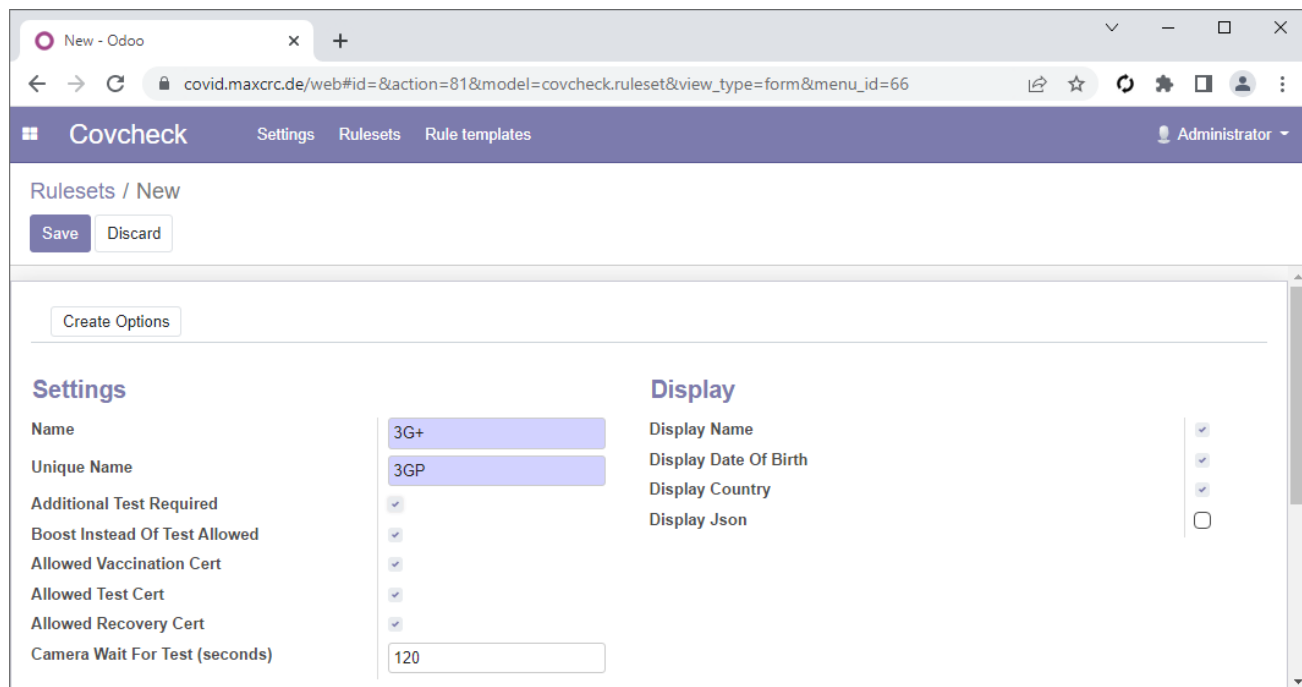 New - Odoo
covid.maxcrc.de/web#id=&action=81&model=covcheck.ruleset&view_type=form&menu_id=66
Covcheck Settings Rulesets Rule templates Administrator
Rulesets / New
Save Discard
Create Options
Settings
Name 3G+
Unique Name 3GP
Additional Test Required
Boost Instead Of Test Allowed
Allowed Vaccination Cert
Allowed Test Cert
Allowed Recovery Cert
Camera Wait For Test (seconds) 120
Display
Display Name
Display Date Of Birth
Display Country
Display Json